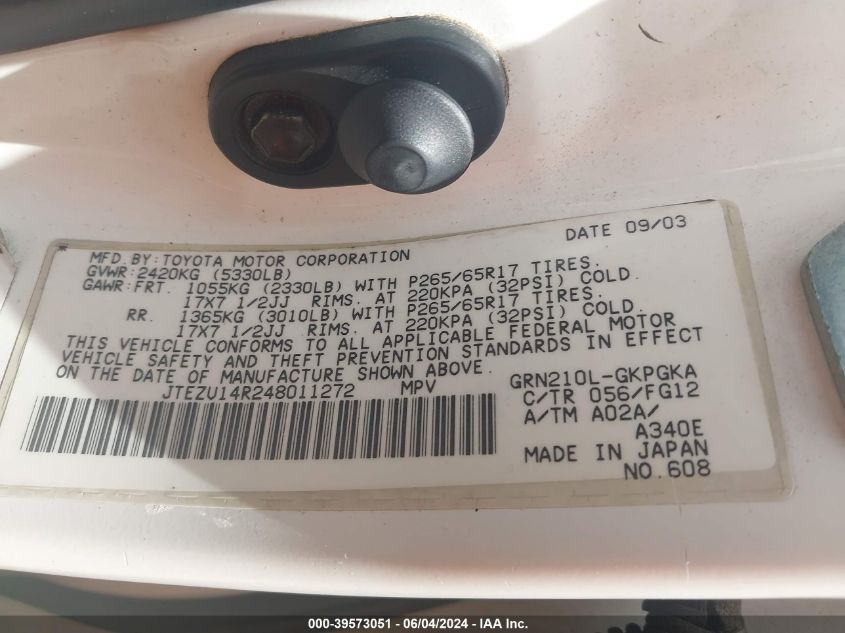 DATE 09/03
MFD.BY:TOYOTA MOTOR CORPORATION
GVWR:2420KG (5330LB)
GAWR:FRT. 1055KG (2330LB) WITH P265/65R17 TIRES.
17X7 1/2JJ RIMS. AT 220KPA (32PSI) COLD.
RR. 1365KG (3010LB) WITH P265/65R17 TIRES.
17X7 1/2JJ RIMS. AT 220KPA (32PSI) COLD.
THIS VEHICLE CONFORMS TO ALL APPLICABLE FEDERAL MOTOR
VEHICLE SAFETY AND THEFT PREVENTION STANDARDS IN EFFECT
ON THE DATE OF MANUFACTURE SHOWN ABOVE.
JTEZU14R248011272 MPV
GRN210L-GKPGKA
C/TR 056/FG12
A/TM A02A/
A340E
MADE IN JAPAN
NO.608
000-39573051 - 06/04/2024 - IAA Inc.